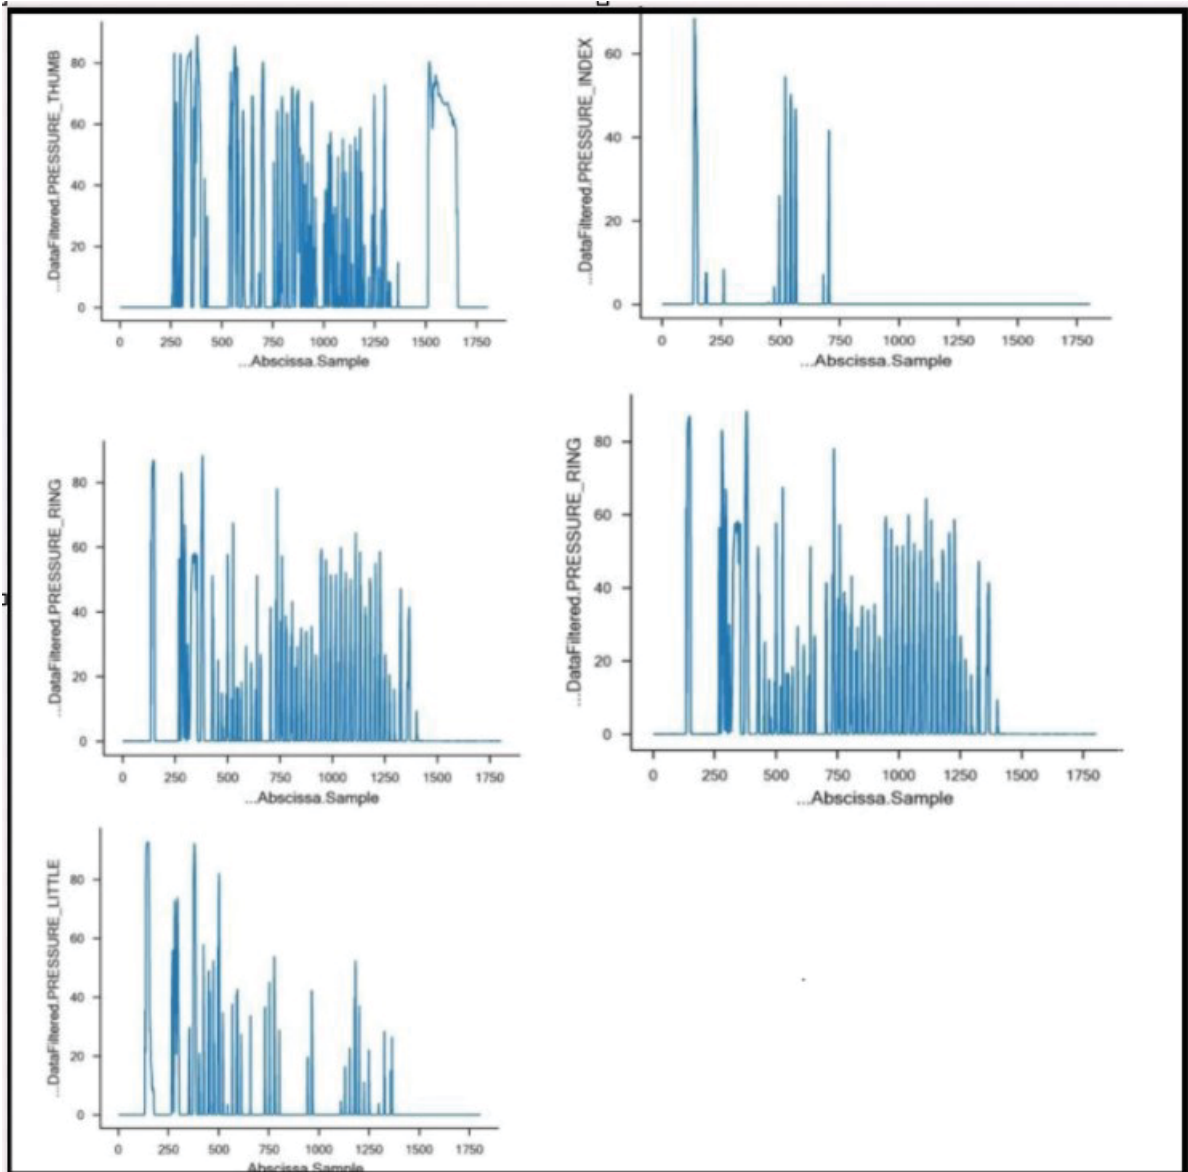 ...DataFiltered.PRESSURE_THUMB
80
60
40
20
0
0 250 500 750 1000 1250 1500 1750
...Abscissa.Sample
...DataFiltered.PRESSURE_INDEX
60
40
20
0
0 250 500 750 1000 1250 1500 1750
...Abscissa.Sample
...DataFiltered.PRESSURE_RING
80
60
40
20
0
0 250 500 750 1000 1250 1500 1750
...Abscissa.Sample
...DataFiltered.PRESSURE_RING
80
60
40
20
0
0 250 500 750 1000 1250 1500 1750
...Abscissa.Sample
...DataFiltered.PRESSURE_LITTLE
80
60
40
20
0
0 250 500 750 1000 1250 1500 1750
Abscissa.Sample